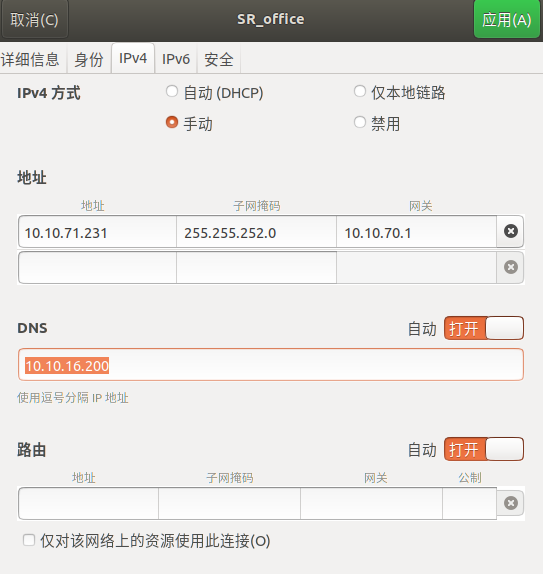 取消(C) SR_office 应用(A)
详细信息 身份 IPv4 IPv6 安全
IPv4 方式 自动 (DHCP) 仅本地链路
手动 禁用
地址
地址 子网掩码 网关
10.10.71.231 255.255.252.0 10.10.70.1
DNS 自动 打开
10.10.16.200
使用逗号分隔 IP 地址
路由 自动 打开
地址 子网掩码 网关 公制
仅对该网络上的资源使用此连接(O)